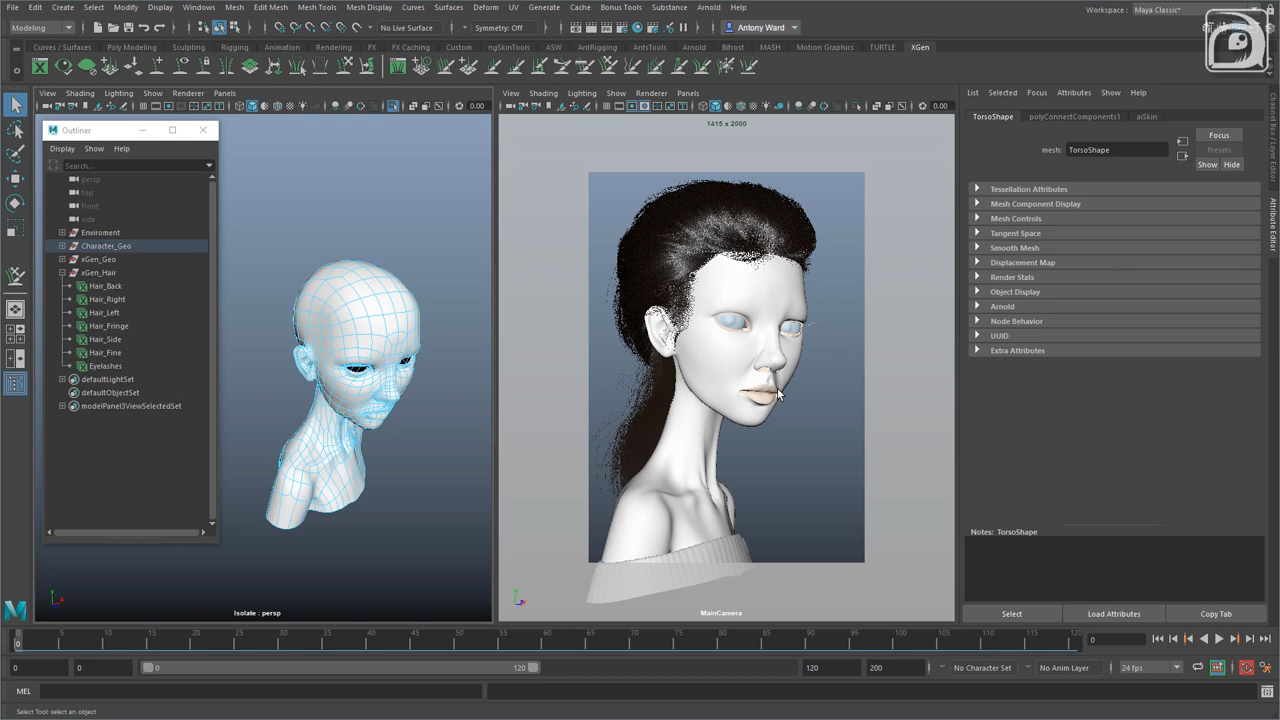 File Edit Create Select Modify Display Windows Mesh Edit Mesh Mesh Tools Mesh Display Curves Surfaces Deform UV Generate Cache Bonus Tools Substance Arnold Help
Workspace : Maya Classic*
Modeling
No Live Surface
Symmetry: Off
Antony Ward
Curves / Surfaces Poly Modeling Sculpting Rigging Animation Rendering FX FX Caching Custom ngSkinTools ASW AntRigging AntsTools Arnold Bifrost MASH Motion Graphics TURTLE XGen
View Shading Lighting Show Renderer Panels
0.00
View Shading Lighting Show Renderer Panels
0.00
List Selected Focus Attributes Show Help
TorsoShape polyConnectComponents1 aiSkin
Focus
mesh: TorsoShape
Presets
Show Hide
Tessellation Attributes
Mesh Component Display
Mesh Controls
Tangent Space
Smooth Mesh
Displacement Map
Render Stats
Object Display
Arnold
Node Behavior
UUID
Extra Attributes
Notes: TorsoShape
Select Load Attributes Copy Tab
Channel Box / Layer Editor
Attribute Editor
Outliner
Display Show Help
Search...
persp
top
front
side
Enviroment
Character_Geo
xGen_Geo
xGen_Hair
Hair_Back
Hair_Right
Hair_Left
Hair_Fringe
Hair_Side
Hair_Fine
Eyelashes
defaultLightSet
defaultObjectSet
modelPanel3ViewSelectedSet
1415 x 2000
Isolate : persp
MainCamera
0 5 10 15 20 25 30 35 40 45 50 55 60 65 70 75 80 85 90 95 100 105 110 115 120
0
0
0 0 0 120 120 200 No Character Set No Anim Layer 24 fps
MEL
Select Tool: select an object